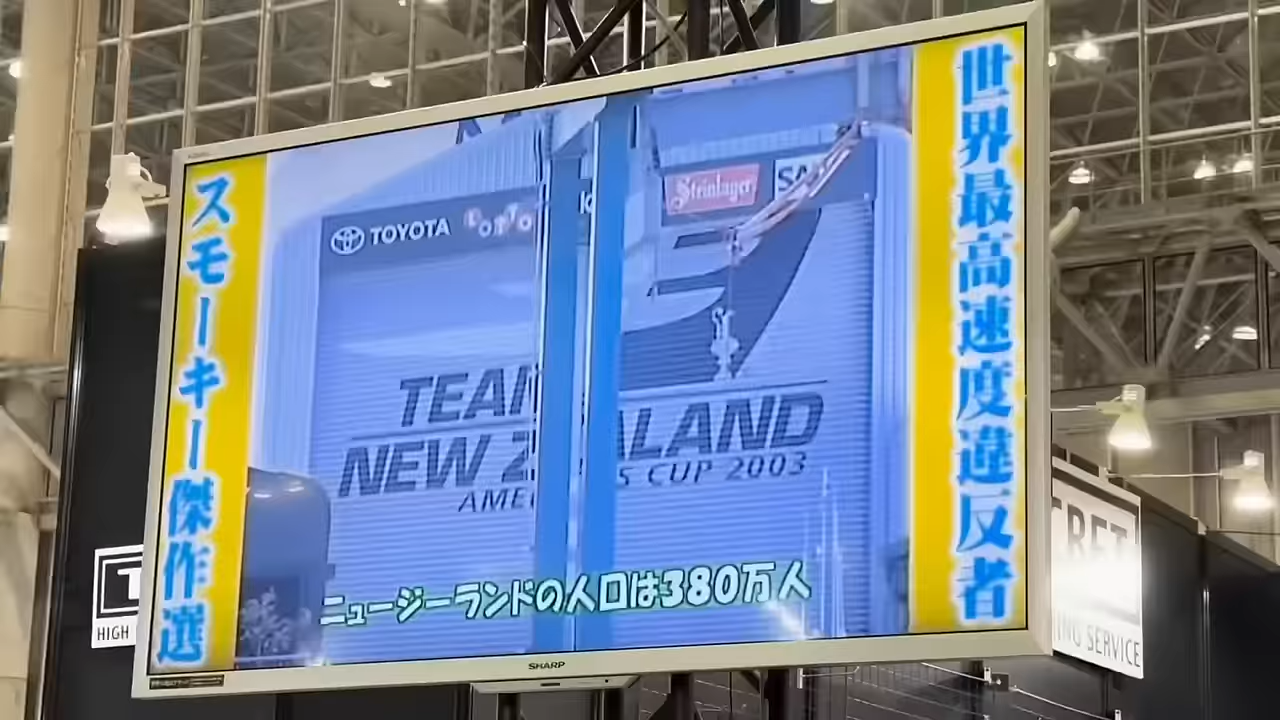 世界最高速度違反者
スモーキー傑作選
TOYOTA
LOTTO
Steinlager
TEAM
NEW ZEALAND
AMERICA'S CUP 2003
ニュージーランドの人口は380万人
SHARP
HIGH
ING SERVICE